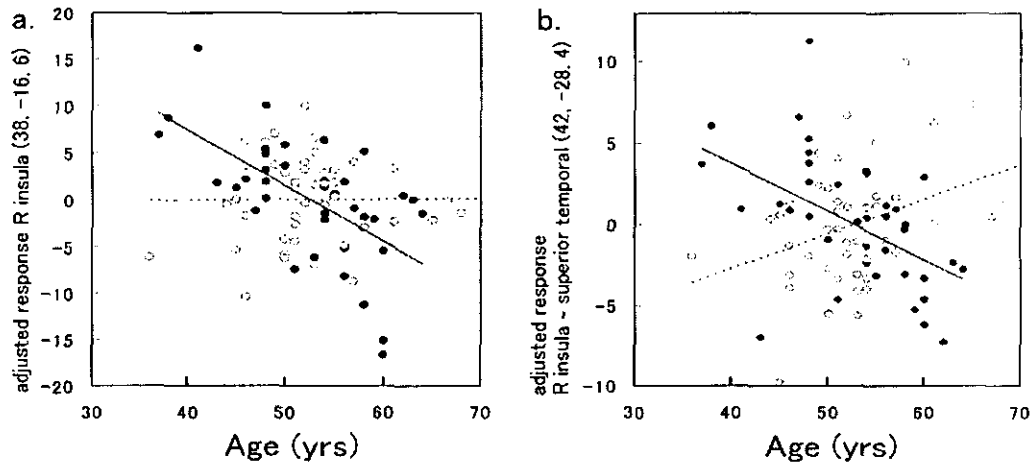 a.
adjusted response R insula (38, -16, 6)
20
15
10
5
0
-5
-10
-15
-20
30 40 50 60 70
Age (yrs)
b.
adjusted response
R insula ~ superior temporal (42, -28, 4)
10
5
0
-5
-10
30 40 50 60 70
Age (yrs)